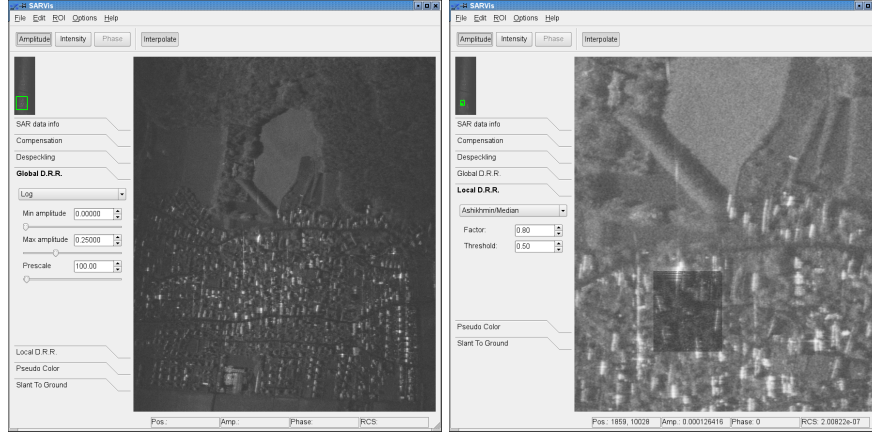 SARVis
File Edit ROI Options Help
Amplitude Intensity Phase Interpolate
SAR data info
Compensation
Despeckling
Global D.R.R.
Log
Min amplitude 0.00000
Max amplitude 0.25000
Prescale 100.00
Local D.R.R.
Pseudo Color
Slant To Ground
Pos.: Amp.: Phase: RCS:
SARVis
File Edit ROI Options Help
Amplitude Intensity Phase Interpolate
SAR data info
Compensation
Despeckling
Global D.R.R.
Local D.R.R.
Ashikhmin/Median
Factor: 0.80
Threshold: 0.50
Pseudo Color
Slant To Ground
Pos.: 1859, 10028 Amp.: 0.000126416 Phase: 0 RCS: 2.00822e-07